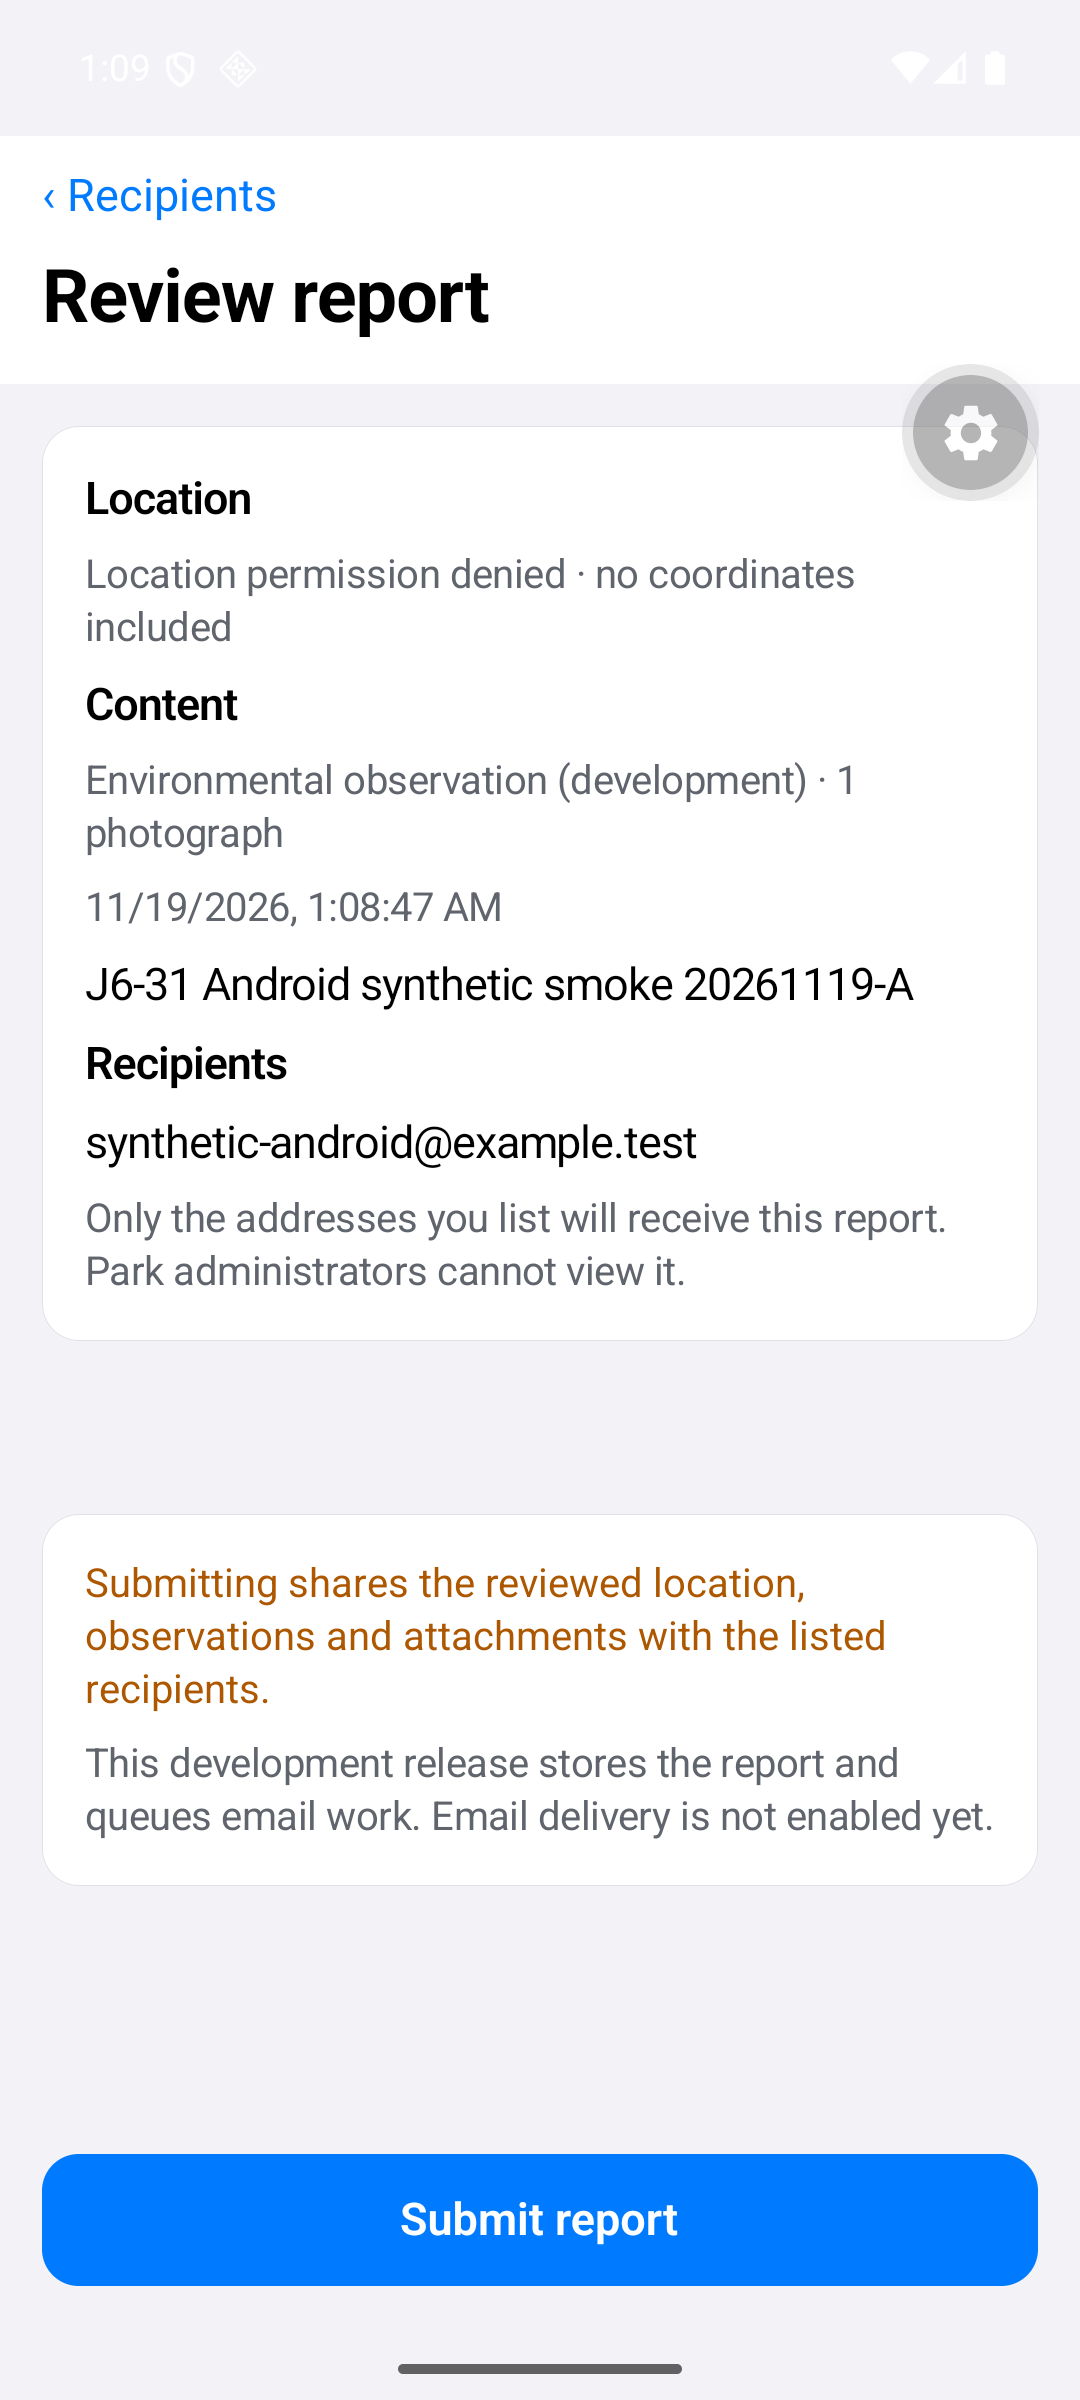 1:09
‹ Recipients
Review report
Location
Location permission denied · no coordinates
included
Content
Environmental observation (development) · 1
photograph
11/19/2026, 1:08:47 AM
J6-31 Android synthetic smoke 20261119-A
Recipients
synthetic-android@example.test
Only the addresses you list will receive this report.
Park administrators cannot view it.
Submitting shares the reviewed location,
observations and attachments with the listed
recipients.
This development release stores the report and
queues email work. Email delivery is not enabled yet.
Submit report